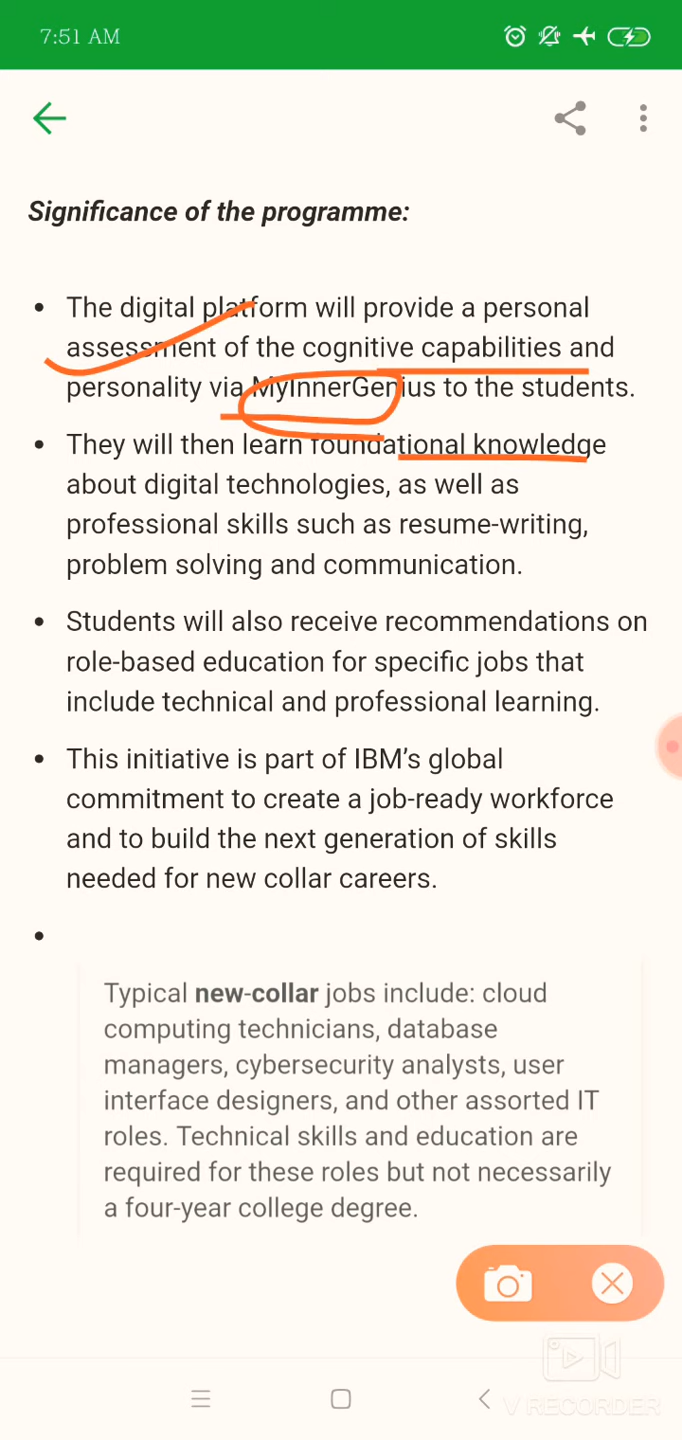 7:51 AM
Significance of the programme:
The digital platform will provide a personal
assessment of the cognitive capabilities and
personality via MyInnerGenius to the students.
They will then learn foundational knowledge
about digital technologies, as well as
professional skills such as resume-writing,
problem solving and communication.
Students will also receive recommendations on
role-based education for specific jobs that
include technical and professional learning.
This initiative is part of IBM’s global
commitment to create a job-ready workforce
and to build the next generation of skills
needed for new collar careers.
Typical new-collar jobs include: cloud
computing technicians, database
managers, cybersecurity analysts, user
interface designers, and other assorted IT
roles. Technical skills and education are
required for these roles but not necessarily
a four-year college degree.
V RECORDER